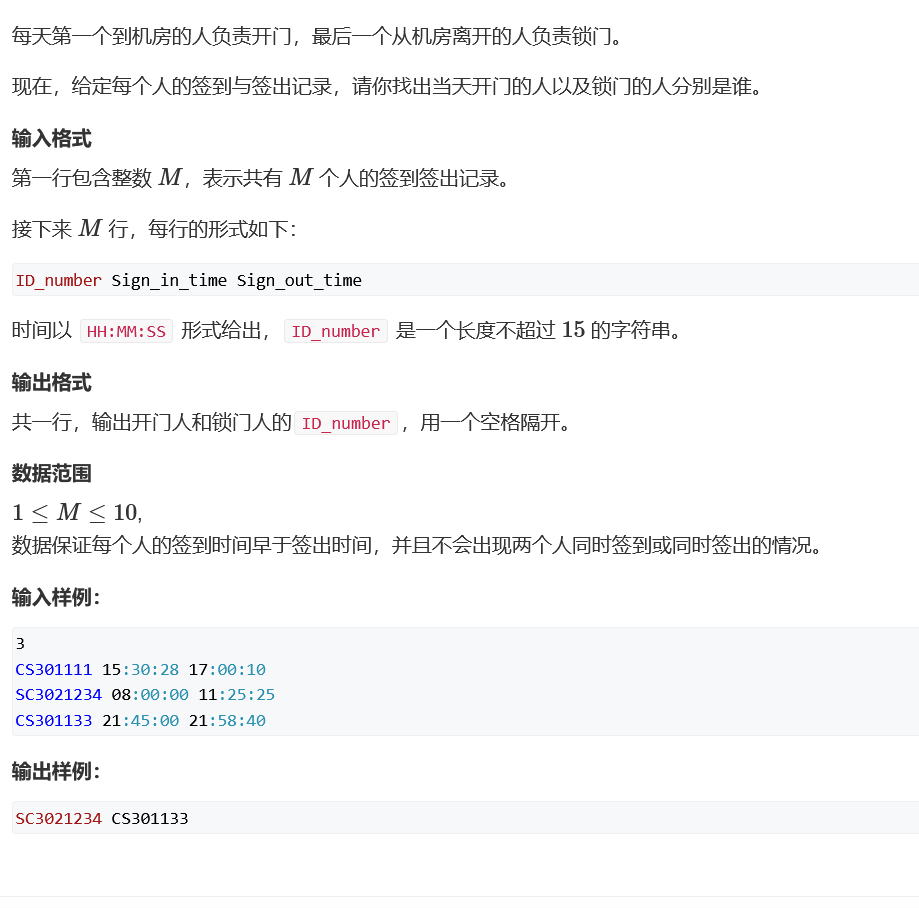 每天第一个到机房的人负责开门，最后一个从机房离开的人负责锁门。
现在，给定每个人的签到与签出记录，请你找出当天开门的人以及锁门的人分别是谁。
输入格式
第一行包含整数 M，表示共有 M 个人的签到签出记录。
接下来 M 行，每行的形式如下：
ID_number Sign_in_time Sign_out_time
时间以 HH:MM:SS 形式给出， ID_number 是一个长度不超过 15 的字符串。
输出格式
共一行，输出开门人和锁门人的 ID_number ，用一个空格隔开。
数据范围
1 ≤ M ≤ 10,
数据保证每个人的签到时间早于签出时间，并且不会出现两个人同时签到或同时签出的情况。
输入样例：
3
CS301111 15:30:28 17:00:10
SC3021234 08:00:00 11:25:25
CS301133 21:45:00 21:58:40
输出样例：
SC3021234 CS301133